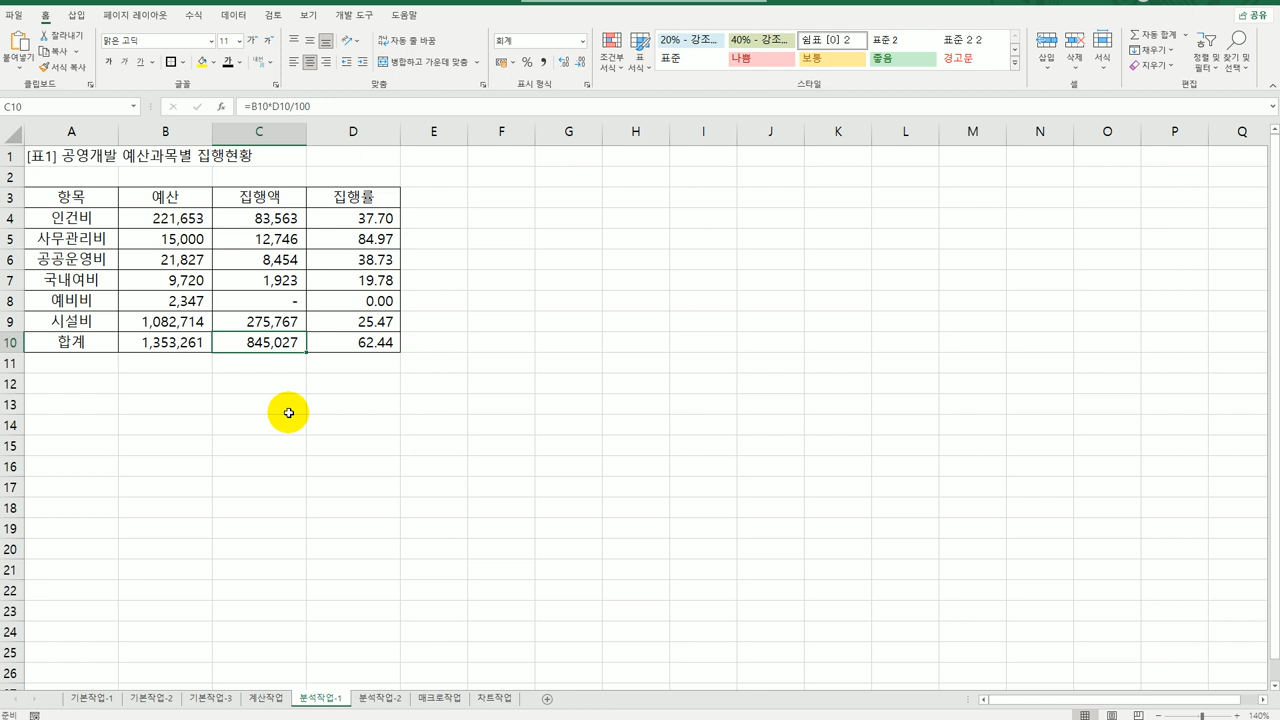 파일 홈 삽입 페이지 레이아웃 수식 데이터 검토 보기 개발 도구 도움말 공유
붙여넣기 잘라내기 복사 서식 복사 클립보드
맑은 고딕 11 가 가 글꼴
자동 줄 바꿈 병합하고 가운데 맞춤 맞춤
회계 % 표시 형식
조건부 서식 표 서식
20% - 강조... 40% - 강조... 쉼표 [0] 2 표준 2 표준 2 2
표준 나쁨 보통 좋음 경고문
스타일
삽입 삭제 서식 셀
자동 합계 채우기 지우기 정렬 및 필터 찾기 및 선택 편집
C10 fx =B10*D10/100
A B C D E F G H I J K L M N O P Q
1 [표1] 공영개발 예산과목별 집행현황
2
3 항목 예산 집행액 집행률
4 인건비 221,653 83,563 37.70
5 사무관리비 15,000 12,746 84.97
6 공공운영비 21,827 8,454 38.73
7 국내여비 9,720 1,923 19.78
8 예비비 2,347 - 0.00
9 시설비 1,082,714 275,767 25.47
10 합계 1,353,261 845,027 62.44
11
12
13
14
15
16
17
18
19
20
21
22
23
24
25
26
기본작업-1 기본작업-2 기본작업-3 계산작업 분석작업-1 분석작업-2 매크로작업 차트작업
준비 140%